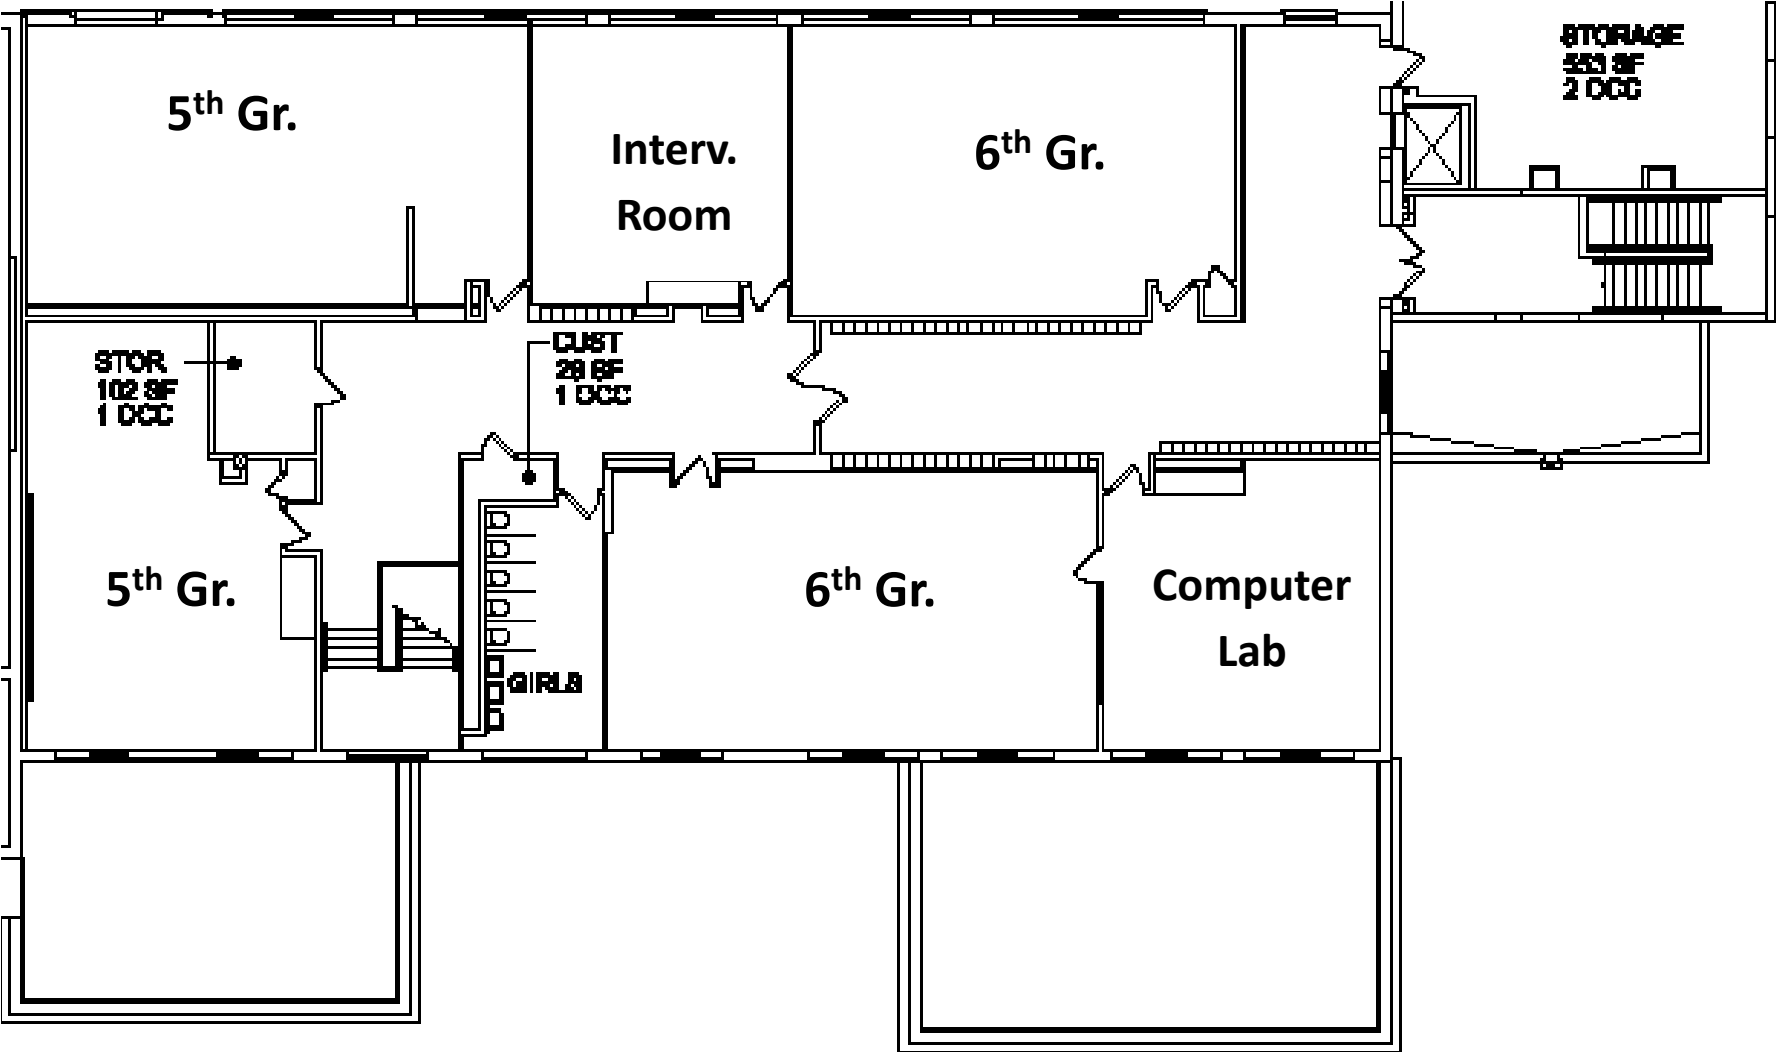 5th Gr.
Interv.
Room
6th Gr.
STORAGE
553 SF
2 OCC
STOR
102 SF
1 OCC
CUST
28 SF
1 OCC
5th Gr.
6th Gr.
Computer
Lab
GIRLS